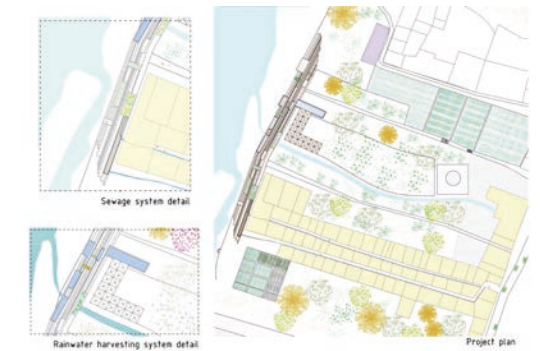 Sewage system detail
Rainwater harvesting system detail
Project plan